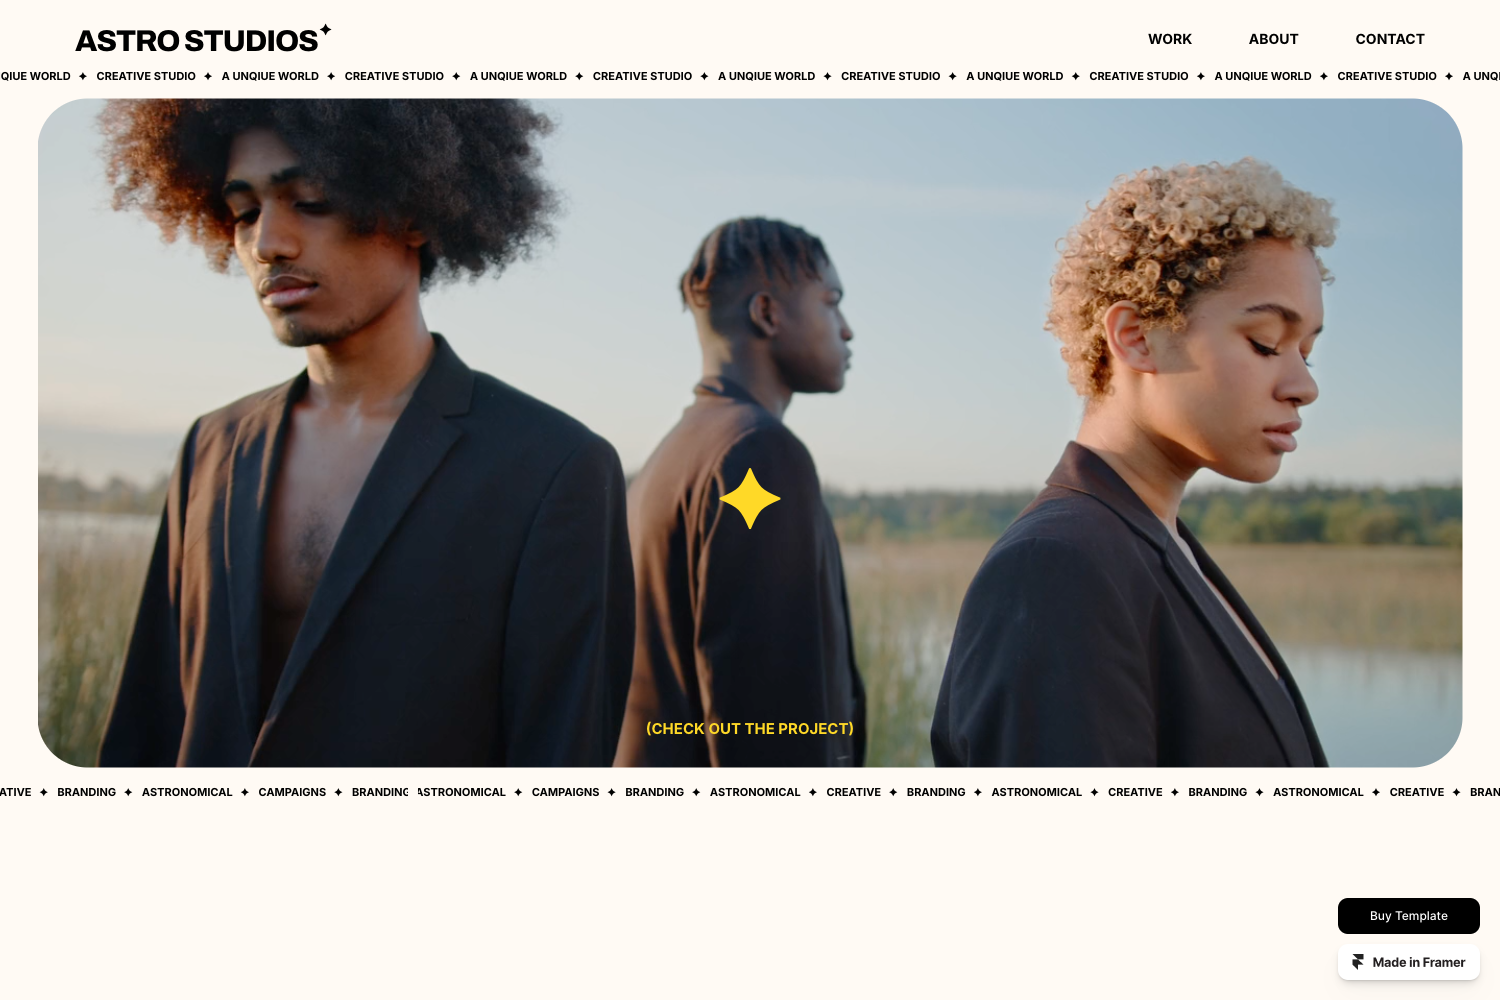 ASTRO STUDIOS
WORK ABOUT CONTACT
QIUE WORLD ✦ CREATIVE STUDIO ✦ A UNQIUE WORLD ✦ CREATIVE STUDIO ✦ A UNQIUE WORLD ✦ CREATIVE STUDIO ✦ A UNQIUE WORLD ✦ CREATIVE STUDIO ✦ A UNQIUE WORLD ✦ CREATIVE STUDIO ✦ A UNQIUE WORLD ✦ CREATIVE STUDIO ✦ A UNQI
(CHECK OUT THE PROJECT)
ATIVE ✦ BRANDING ✦ ASTRONOMICAL ✦ CAMPAIGNS ✦ BRANDING ASTRONOMICAL ✦ CAMPAIGNS ✦ BRANDING ✦ ASTRONOMICAL ✦ CREATIVE ✦ BRANDING ✦ ASTRONOMICAL ✦ CREATIVE ✦ BRANDING ✦ ASTRONOMICAL ✦ CREATIVE ✦ BRAN
Buy Template
Made in Framer